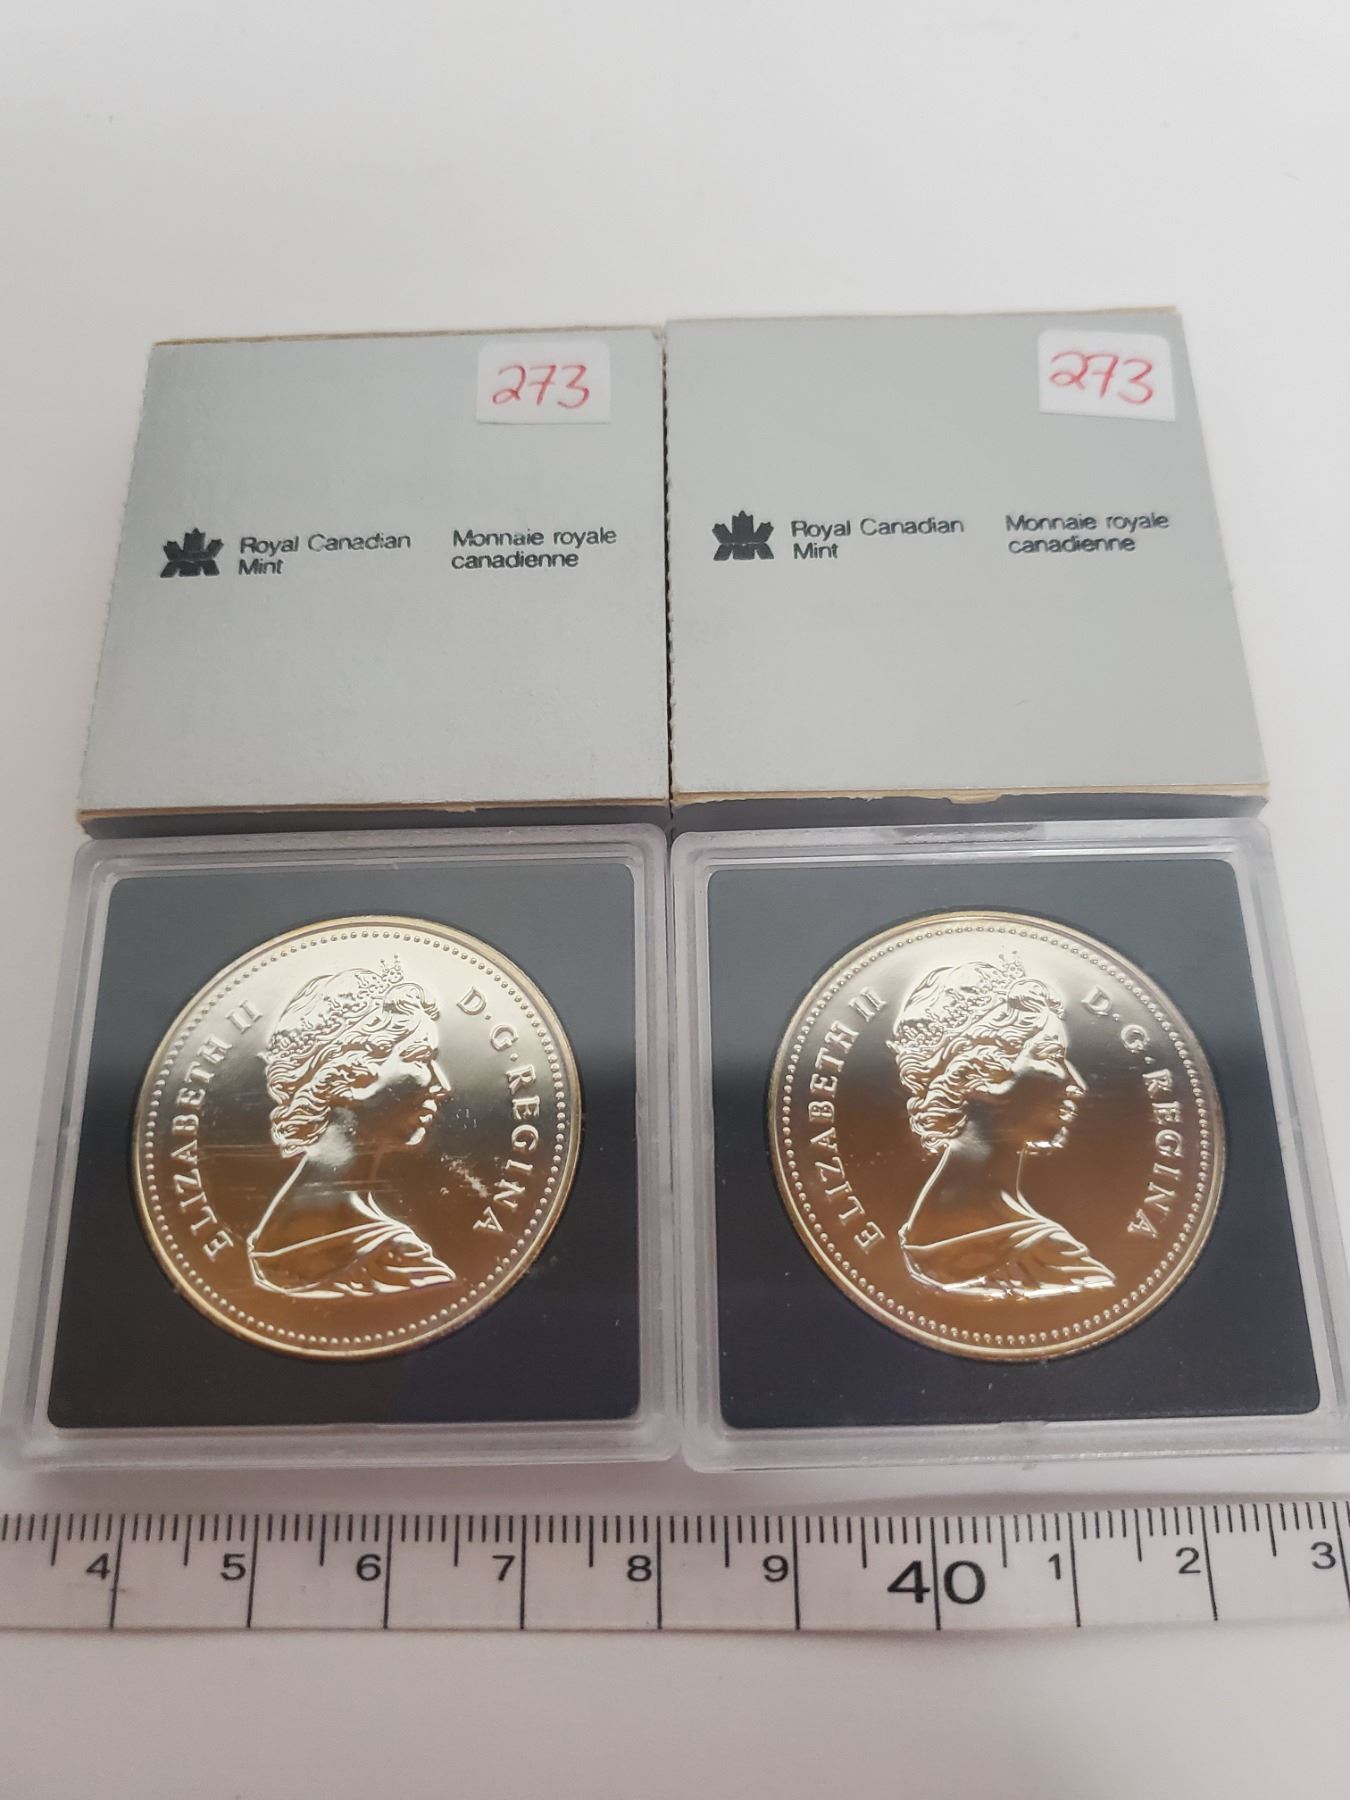 273
273
Royal Canadian
Mint
Monnaie royale
canadienne
Royal Canadian
Mint
Monnaie royale
canadienne
ELIZABETH II D·G·REGINA
ELIZABETH II D·G·REGINA
4 5 6 7 8 9 40 1 2 3